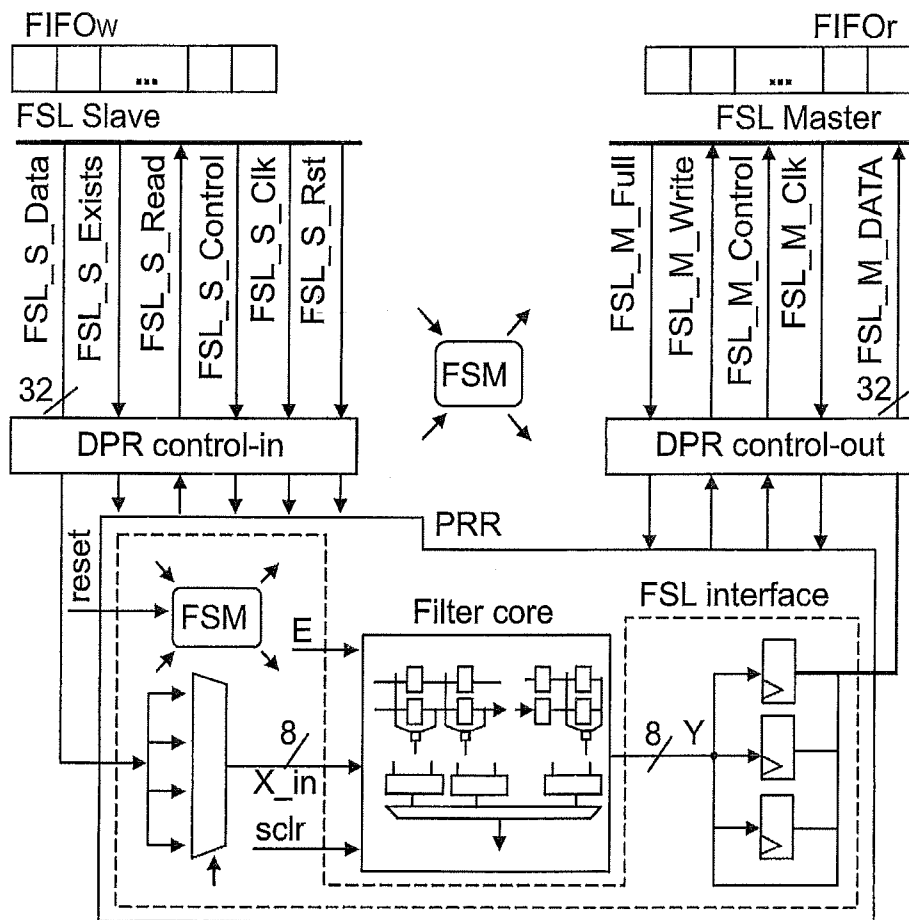 FIFOw
FIFOr
...
...
FSL Slave
FSL Master
FSL_S_Data
FSL_S_Exists
FSL_S_Read
FSL_S_Control
FSL_S_Clk
FSL_S_Rst
FSL_M_Full
FSL_M_Write
FSL_M_Control
FSL_M_Clk
FSL_M_DATA
FSM
32
32
DPR control-in
DPR control-out
PRR
reset
FSM
E
Filter core
FSL interface
8
X_in
8
Y
sclr